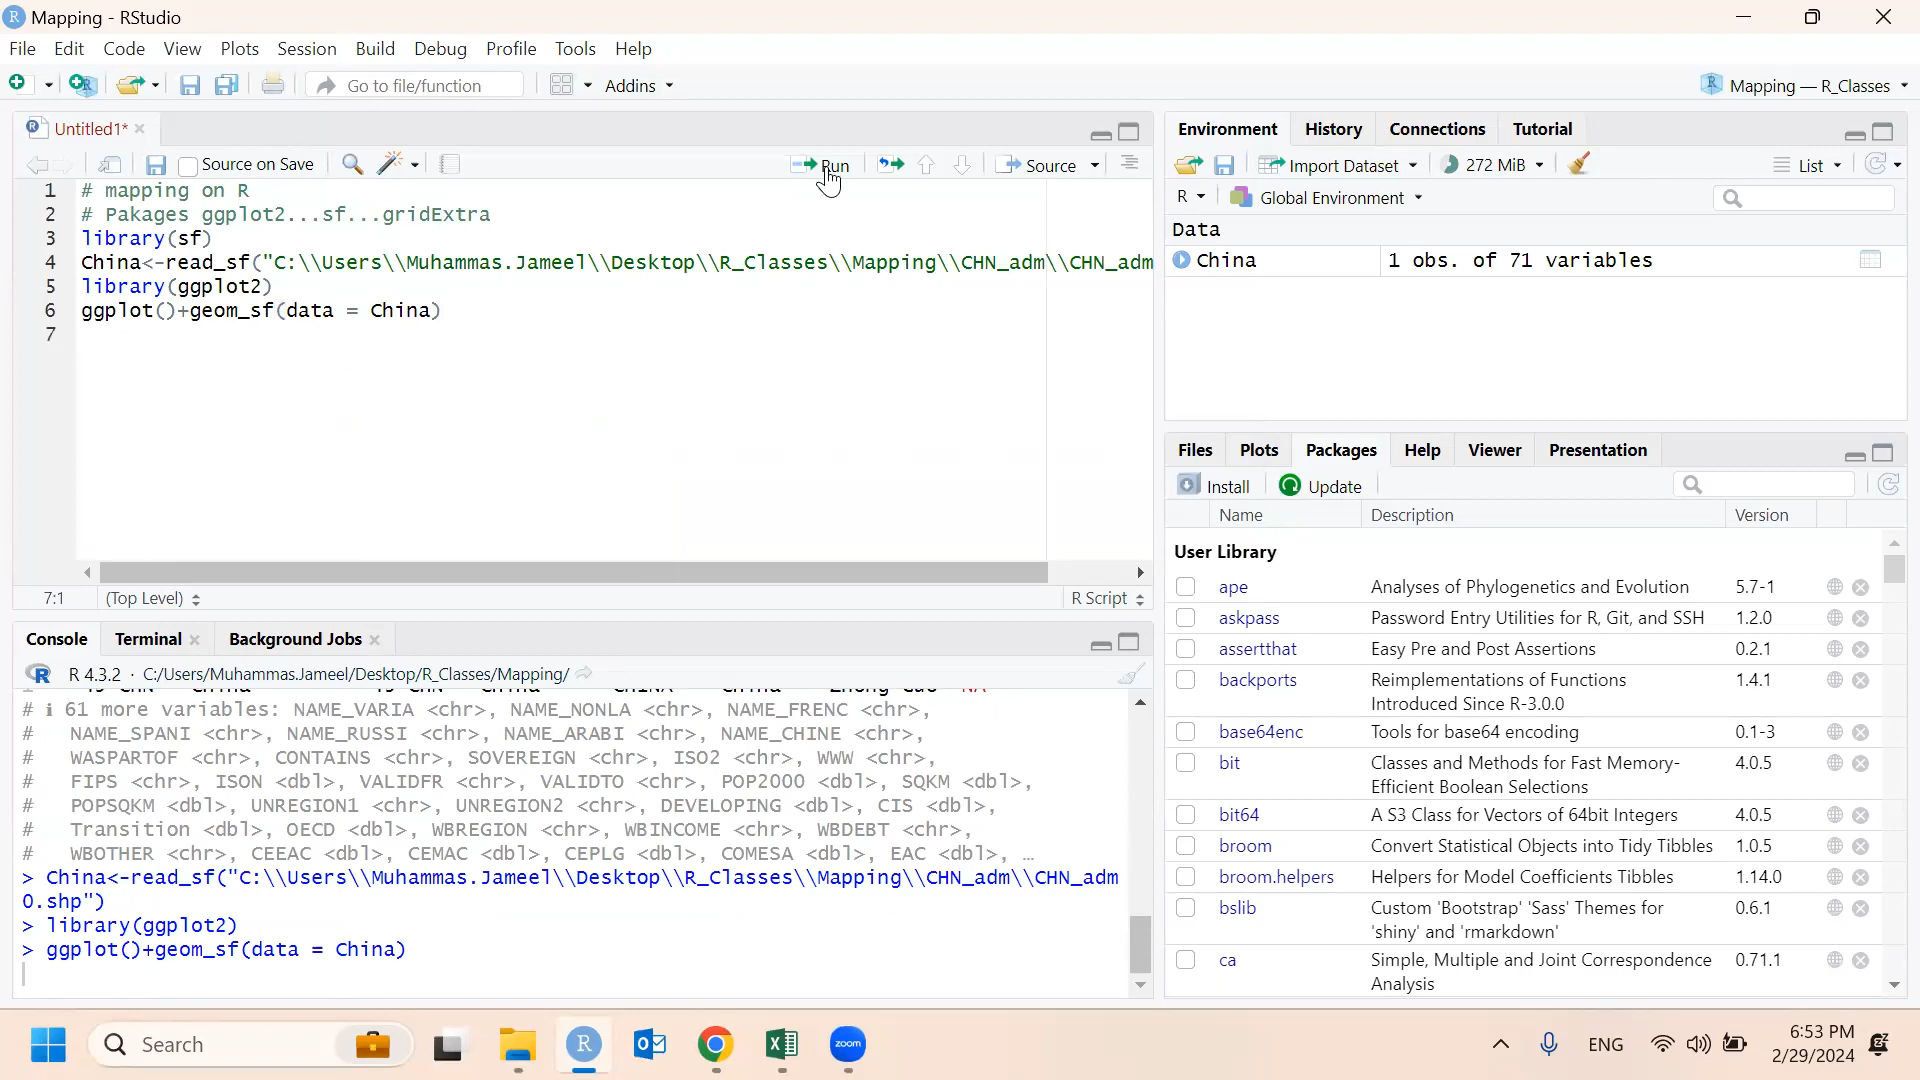 Mapping - RStudio
File Edit Code View Plots Session Build Debug Profile Tools Help
Go to file/function Addins Mapping — R_Classes
Untitled1*
Source on Save Run Source
1 # mapping on R
2 # Pakages ggplot2...sf...gridExtra
3 library(sf)
4 China<-read_sf("C:\\Users\\Muhammas.Jameel\\Desktop\\R_Classes\\Mapping\\CHN_adm\\CHN_adm
5 library(ggplot2)
6 ggplot()+geom_sf(data = China)
7
7:1 (Top Level) R Script
Console Terminal Background Jobs
R 4.3.2 · C:/Users/Muhammas.Jameel/Desktop/R_Classes/Mapping/
# ℹ 61 more variables: NAME_VARIA <chr>, NAME_NONLA <chr>, NAME_FRENC <chr>,
# NAME_SPANI <chr>, NAME_RUSSI <chr>, NAME_ARABI <chr>, NAME_CHINE <chr>,
# WASPARTOF <chr>, CONTAINS <chr>, SOVEREIGN <chr>, ISO2 <chr>, WWW <chr>,
# FIPS <chr>, ISON <dbl>, VALIDFR <chr>, VALIDTO <chr>, POP2000 <dbl>, SQKM <dbl>,
# POPSQKM <dbl>, UNREGION1 <chr>, UNREGION2 <chr>, DEVELOPING <dbl>, CIS <dbl>,
# Transition <dbl>, OECD <dbl>, WBREGION <chr>, WBINCOME <chr>, WBDEBT <chr>,
# WBOTHER <chr>, CEEAC <dbl>, CEMAC <dbl>, CEPLG <dbl>, COMESA <dbl>, EAC <dbl>, …
> China<-read_sf("C:\\Users\\Muhammas.Jameel\\Desktop\\R_Classes\\Mapping\\CHN_adm\\CHN_adm
0.shp")
> library(ggplot2)
> ggplot()+geom_sf(data = China)
Environment History Connections Tutorial
Import Dataset 272 MiB List
R Global Environment
Data
China 1 obs. of 71 variables
Files Plots Packages Help Viewer Presentation
Install Update
Name Description Version
User Library
ape Analyses of Phylogenetics and Evolution 5.7-1
askpass Password Entry Utilities for R, Git, and SSH 1.2.0
assertthat Easy Pre and Post Assertions 0.2.1
backports Reimplementations of Functions 1.4.1
Introduced Since R-3.0.0
base64enc Tools for base64 encoding 0.1-3
bit Classes and Methods for Fast Memory- 4.0.5
Efficient Boolean Selections
bit64 A S3 Class for Vectors of 64bit Integers 4.0.5
broom Convert Statistical Objects into Tidy Tibbles 1.0.5
broom.helpers Helpers for Model Coefficients Tibbles 1.14.0
bslib Custom 'Bootstrap' 'Sass' Themes for 0.6.1
'shiny' and 'rmarkdown'
ca Simple, Multiple and Joint Correspondence 0.71.1
Analysis
Search zoom ENG 6:53 PM
2/29/2024